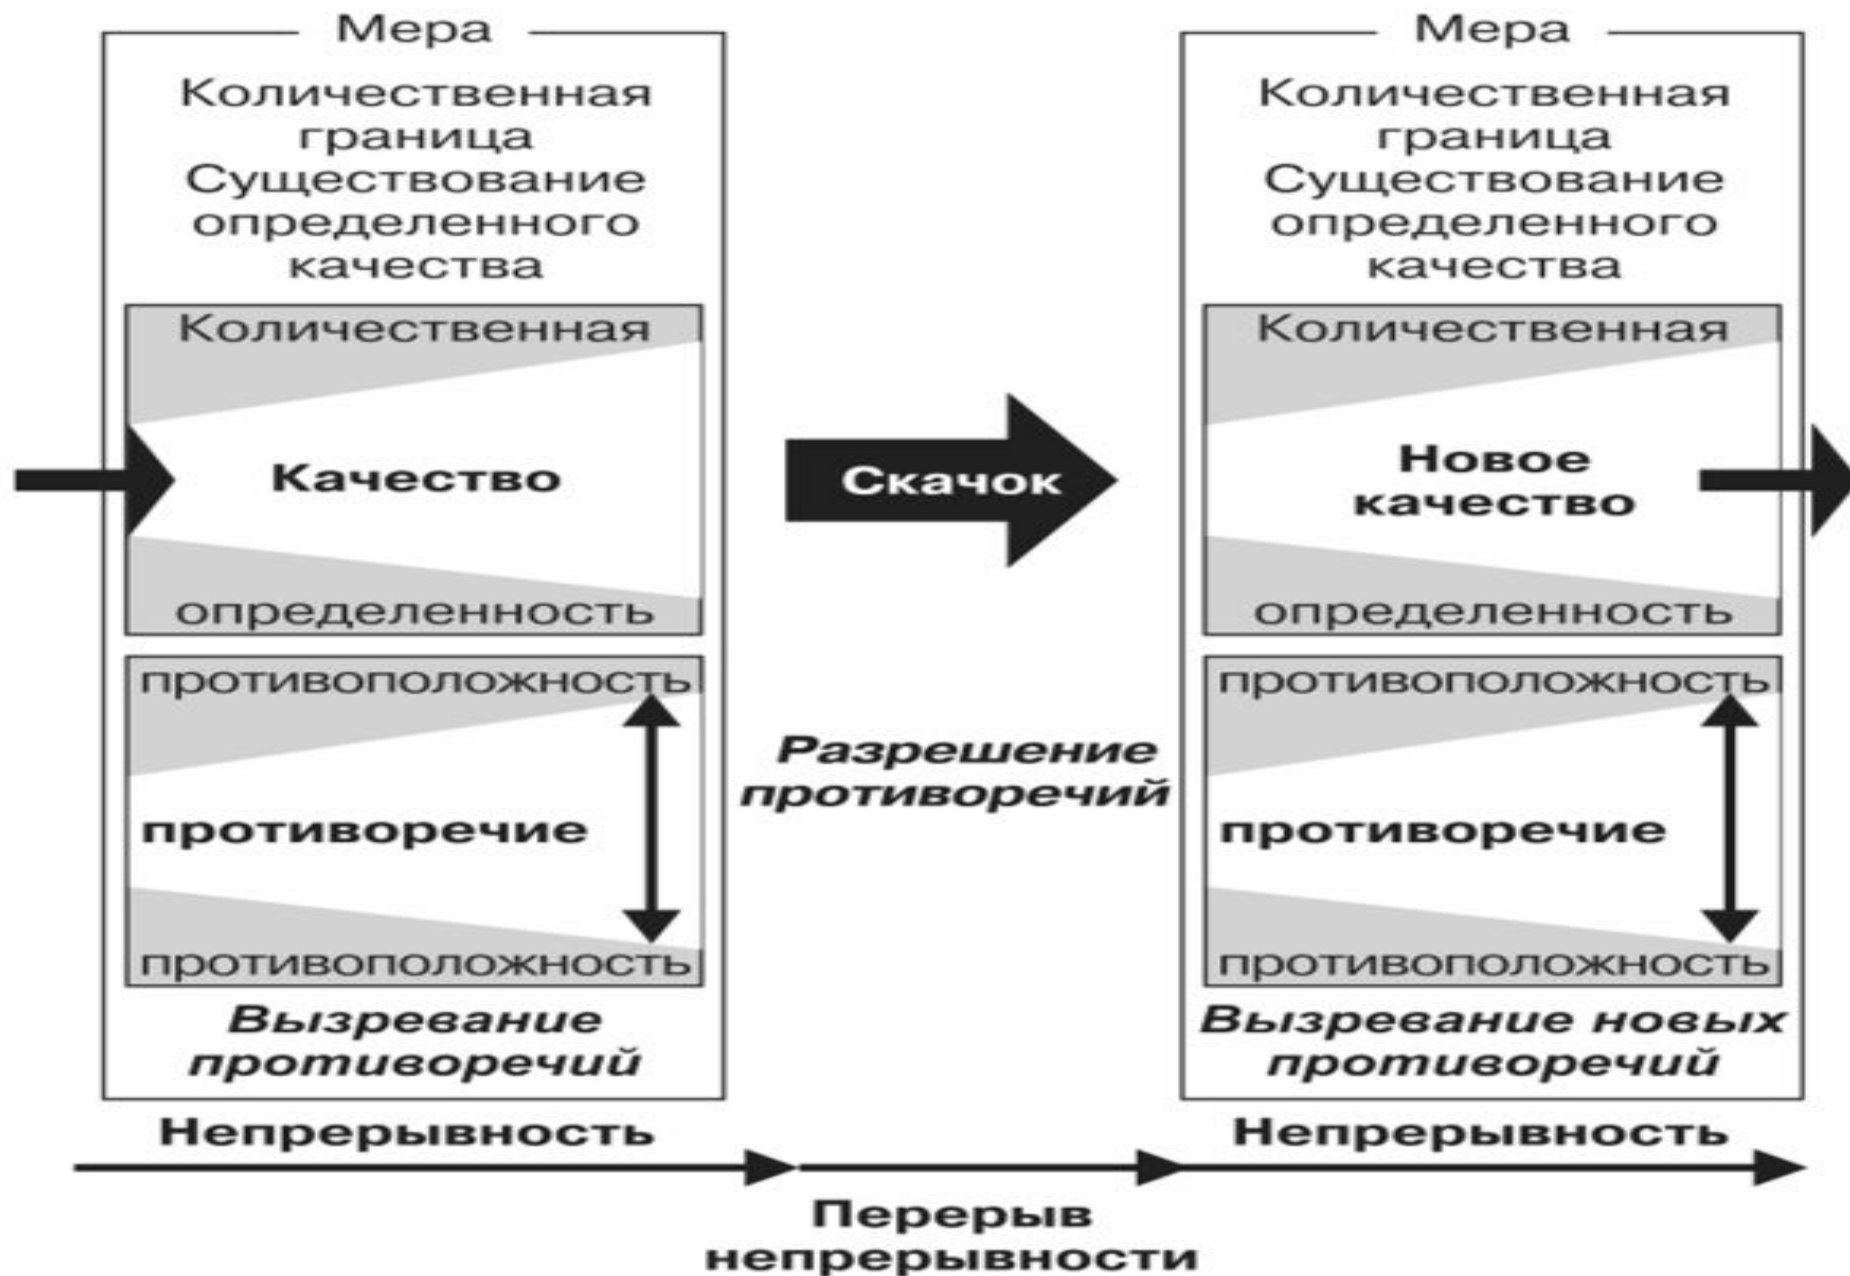 Мера
Количественная
граница
Существование
определенного
качества
Количественная
Качество
определенность
противоположность
противоречие
противоположность
Вызревание
противоречий
Непрерывность
Скачок
Разрешение
противоречий
Перерыв
непрерывности
Мера
Количественная
граница
Существование
определенного
качества
Количественная
Новое
качество
определенность
противоположность
противоречие
противоположность
Вызревание новых
противоречий
Непрерывность